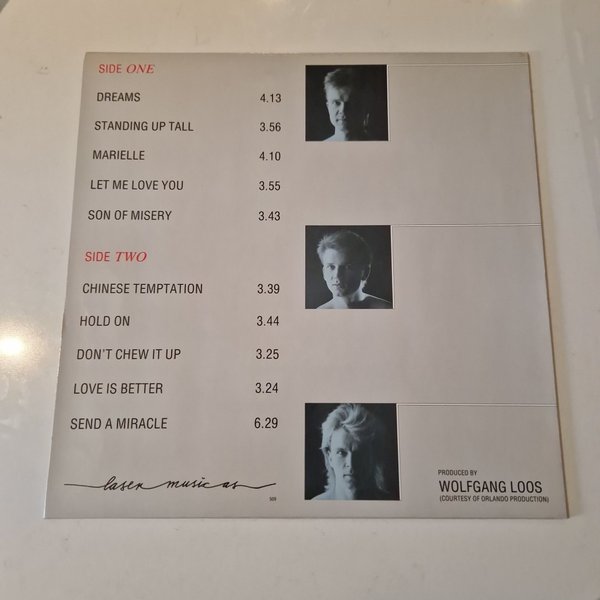 SIDE ONE
DREAMS 4.13
STANDING UP TALL 3.56
MARIELLE 4.10
LET ME LOVE YOU 3.55
SON OF MISERY 3.43
SIDE TWO
CHINESE TEMPTATION 3.39
HOLD ON 3.44
DON'T CHEW IT UP 3.25
LOVE IS BETTER 3.24
SEND A MIRACLE 6.29
laser music as
509
PRODUCED BY
WOLFGANG LOOS
(COURTESY OF ORLANDO PRODUCTION)